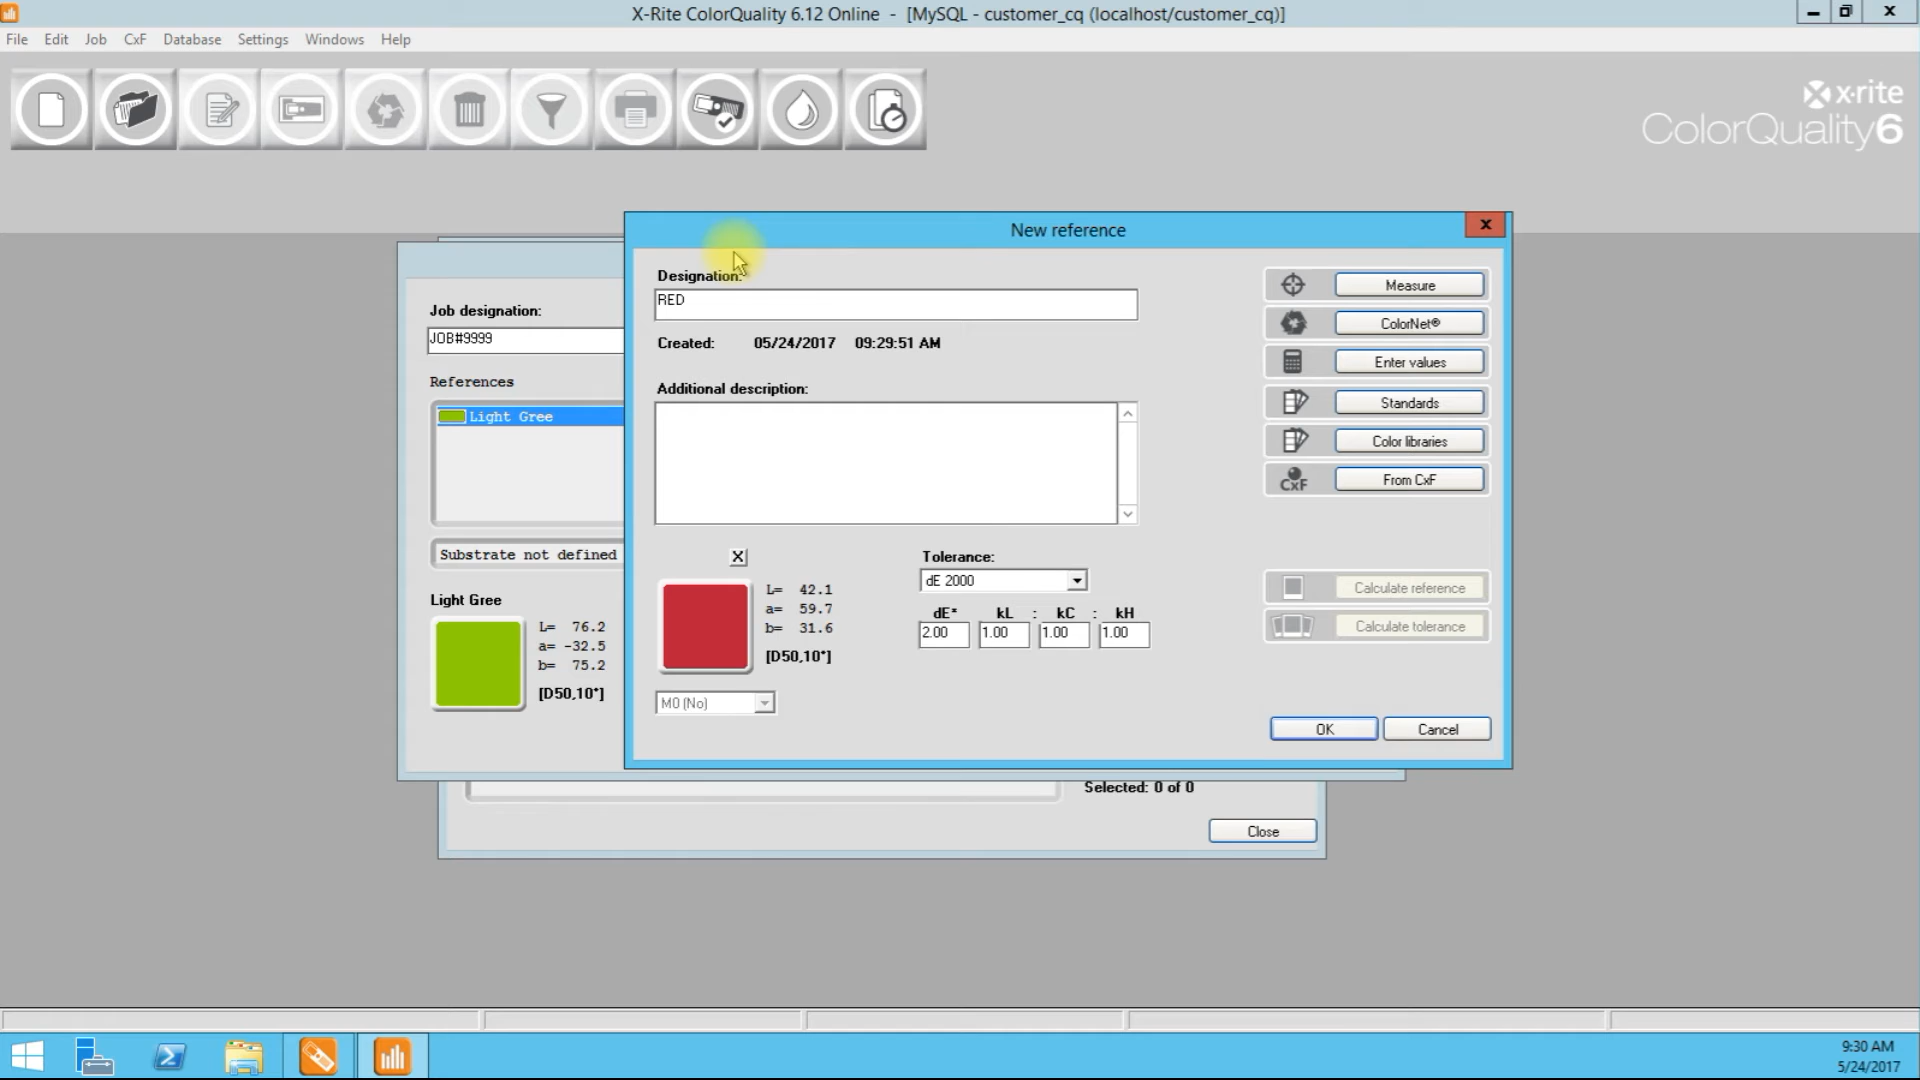 X-Rite ColorQuality 6.12 Online - [MySQL - customer_cq (localhost/customer_cq)]
File Edit Job CxF Database Settings Windows Help
x·rite
ColorQuality6
New reference
Designation:
RED
Created: 05/24/2017 09:29:51 AM
Additional description:
X
L= 42.1
a= 59.7
b= 31.6
[D50,10°]
M0 (No)
Tolerance:
dE 2000
dE* kL : kC : kH
2.00 1.00 1.00 1.00
Measure
ColorNet®
Enter values
Standards
Color libraries
CxF From CxF
Calculate reference
Calculate tolerance
OK Cancel
Job designation:
JOB#9999
References
Light Gree
Substrate not defined
Light Gree
L= 76.2
a= -32.5
b= 75.2
[D50,10°]
Selected: 0 of 0
Close
9:30 AM
5/24/2017